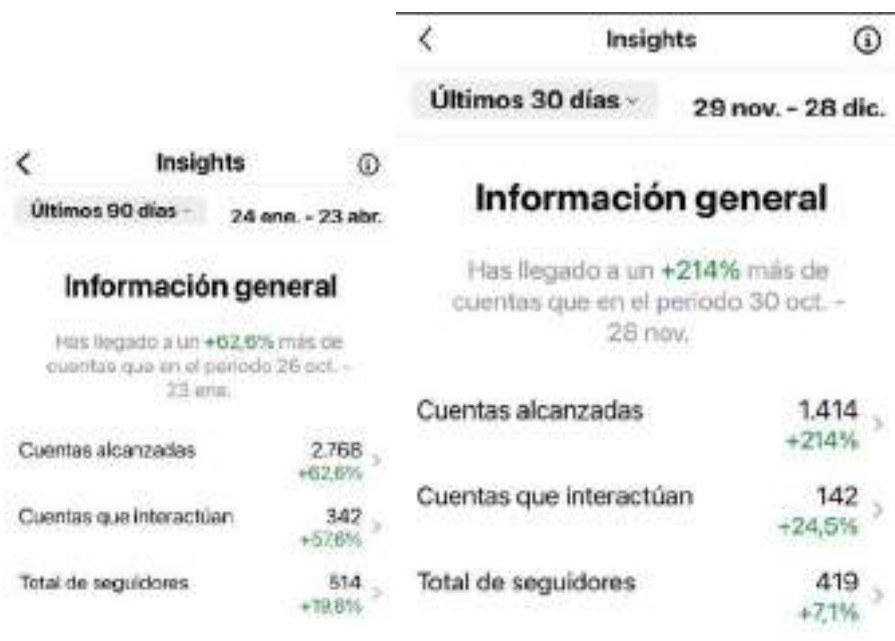 Insights
Últimos 90 días
24 ene. - 23 abr.
Información general
Has llegado a un +62,6% más de
cuentas que en el periodo 26 oct. -
23 ene.
Cuentas alcanzadas 2.768
+62,6%
Cuentas que interactúan 342
+57,6%
Total de seguidores 514
+19,8%
Insights
Últimos 30 días
29 nov. - 28 dic.
Información general
Has llegado a un +214% más de
cuentas que en el periodo 30 oct. -
28 nov.
Cuentas alcanzadas 1.414
+214%
Cuentas que interactúan 142
+24,5%
Total de seguidores 419
+7,1%